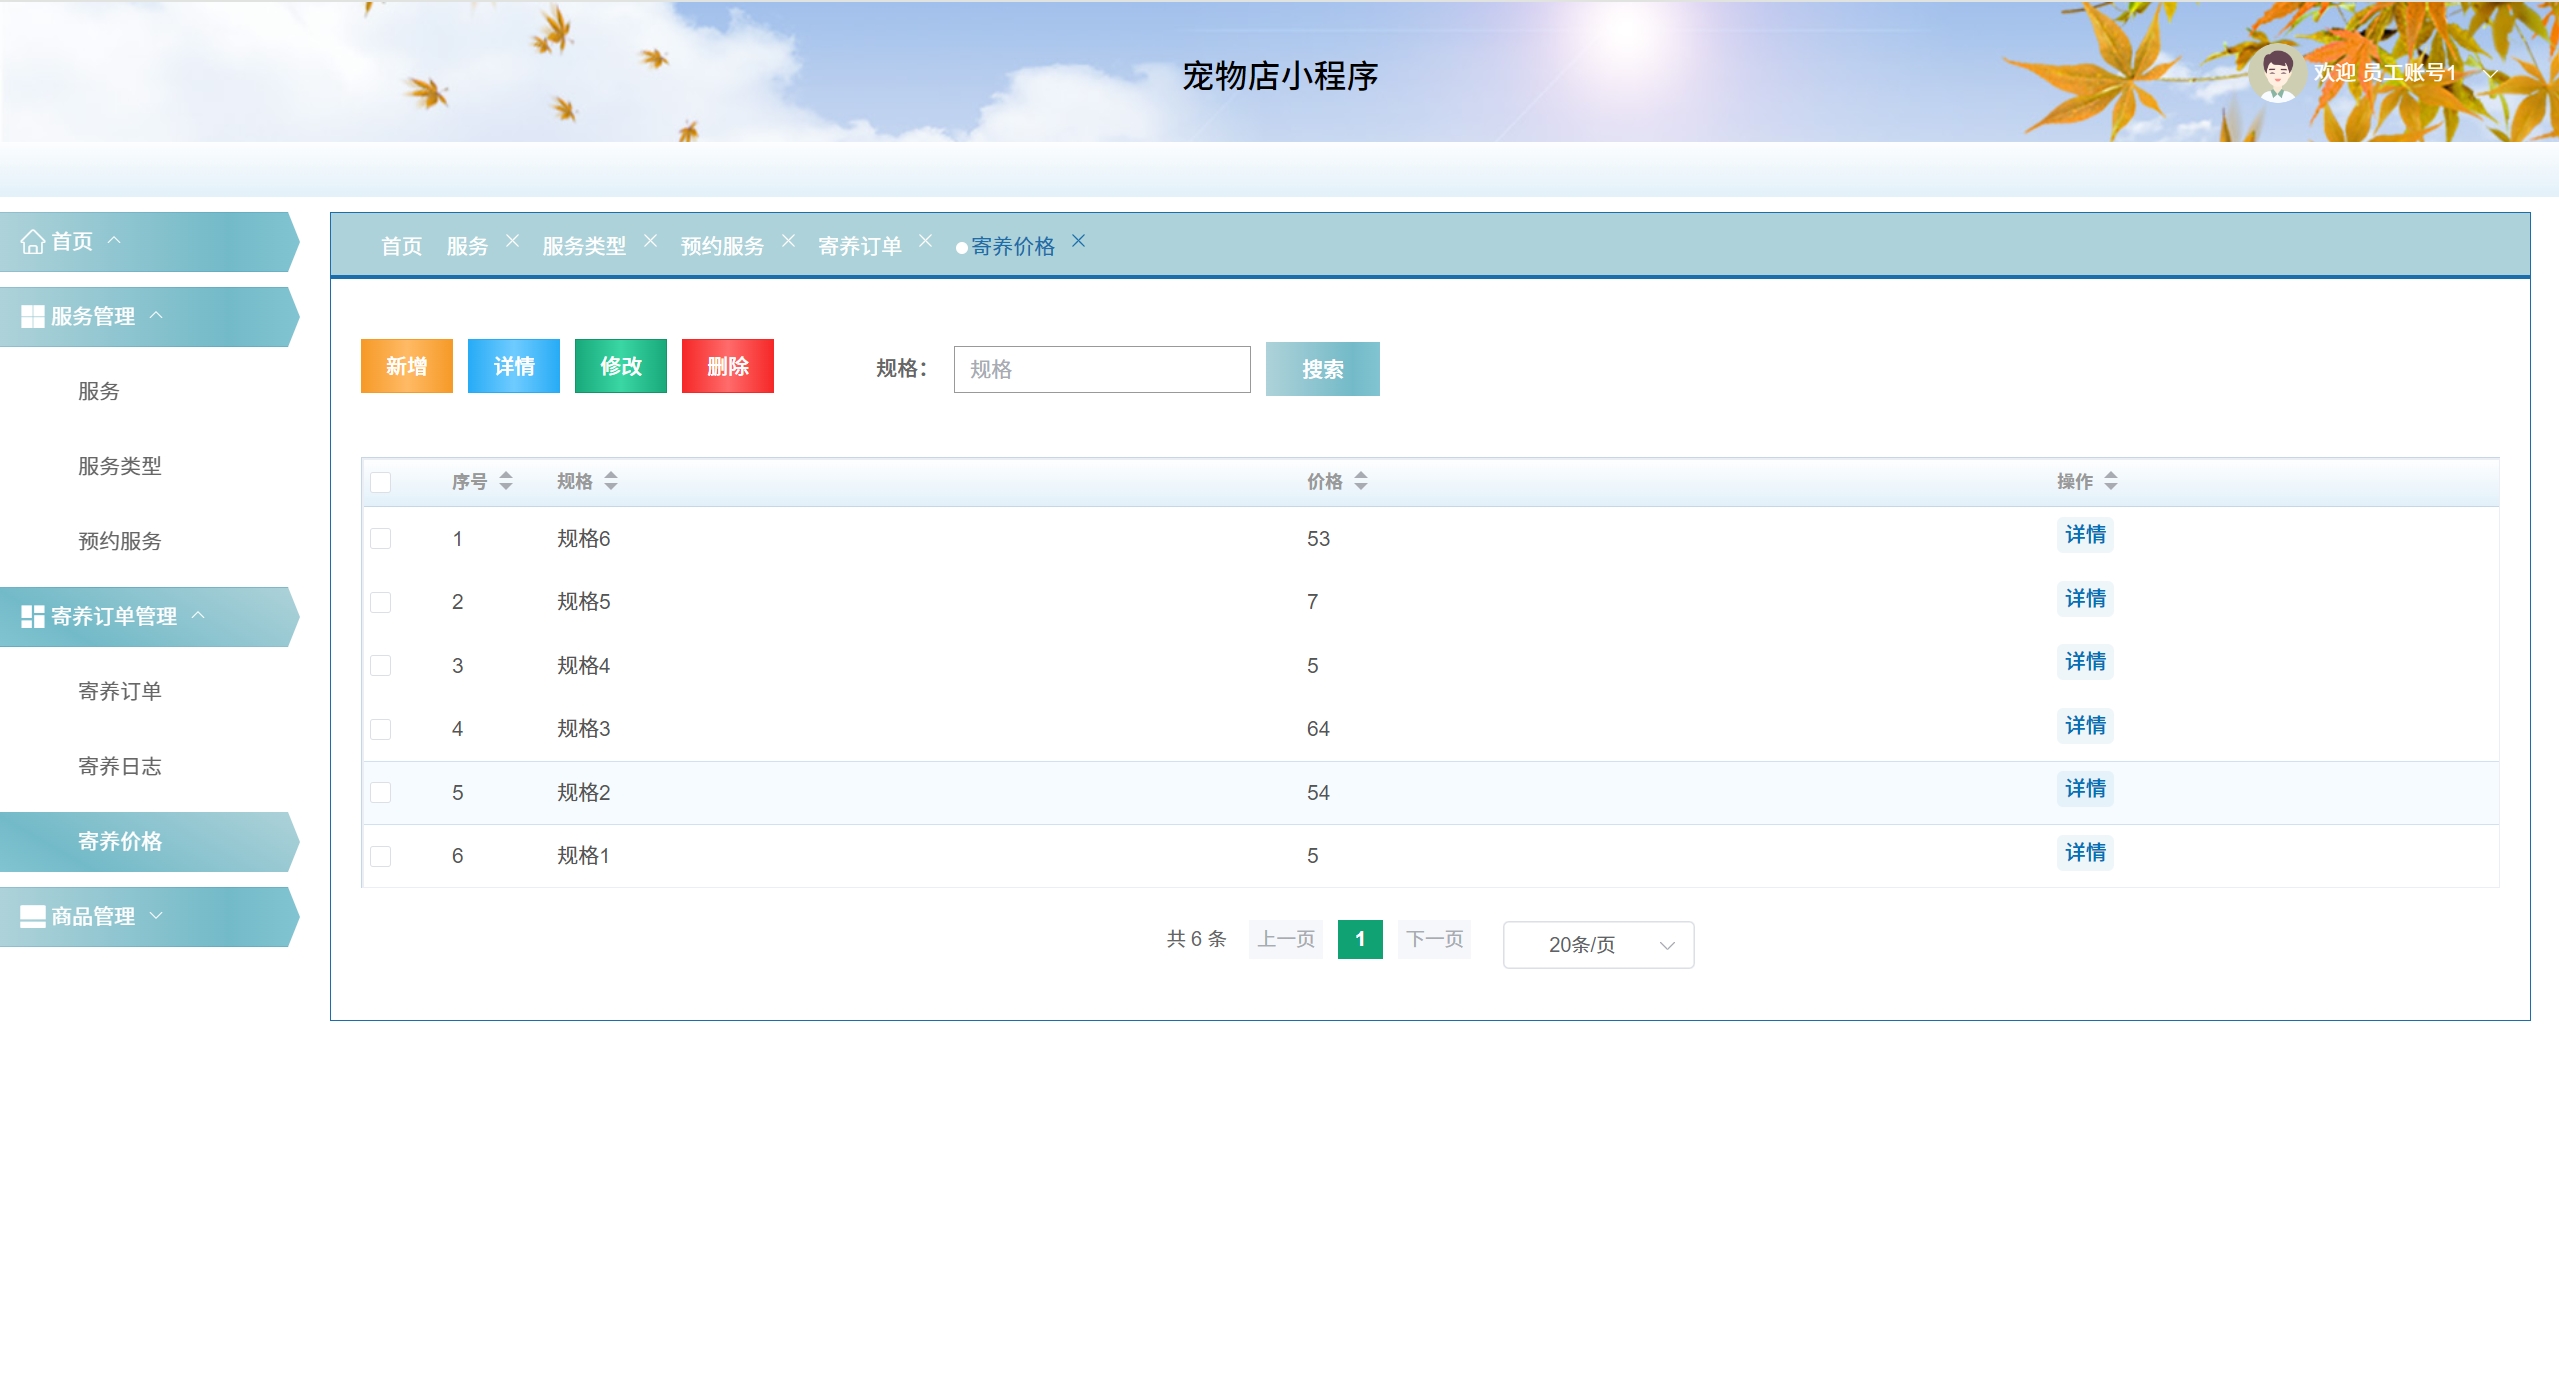 宠物店小程序
欢迎 员工账号1
首页
服务管理
服务
服务类型
预约服务
寄养订单管理
寄养订单
寄养日志
寄养价格
商品管理
首页 服务 服务类型 预约服务 寄养订单 寄养价格
新增 详情 修改 删除 规格： 规格 搜索
序号 规格 价格 操作
1 规格6 53 详情
2 规格5 7 详情
3 规格4 5 详情
4 规格3 64 详情
5 规格2 54 详情
6 规格1 5 详情
共 6 条 上一页 1 下一页 20条/页